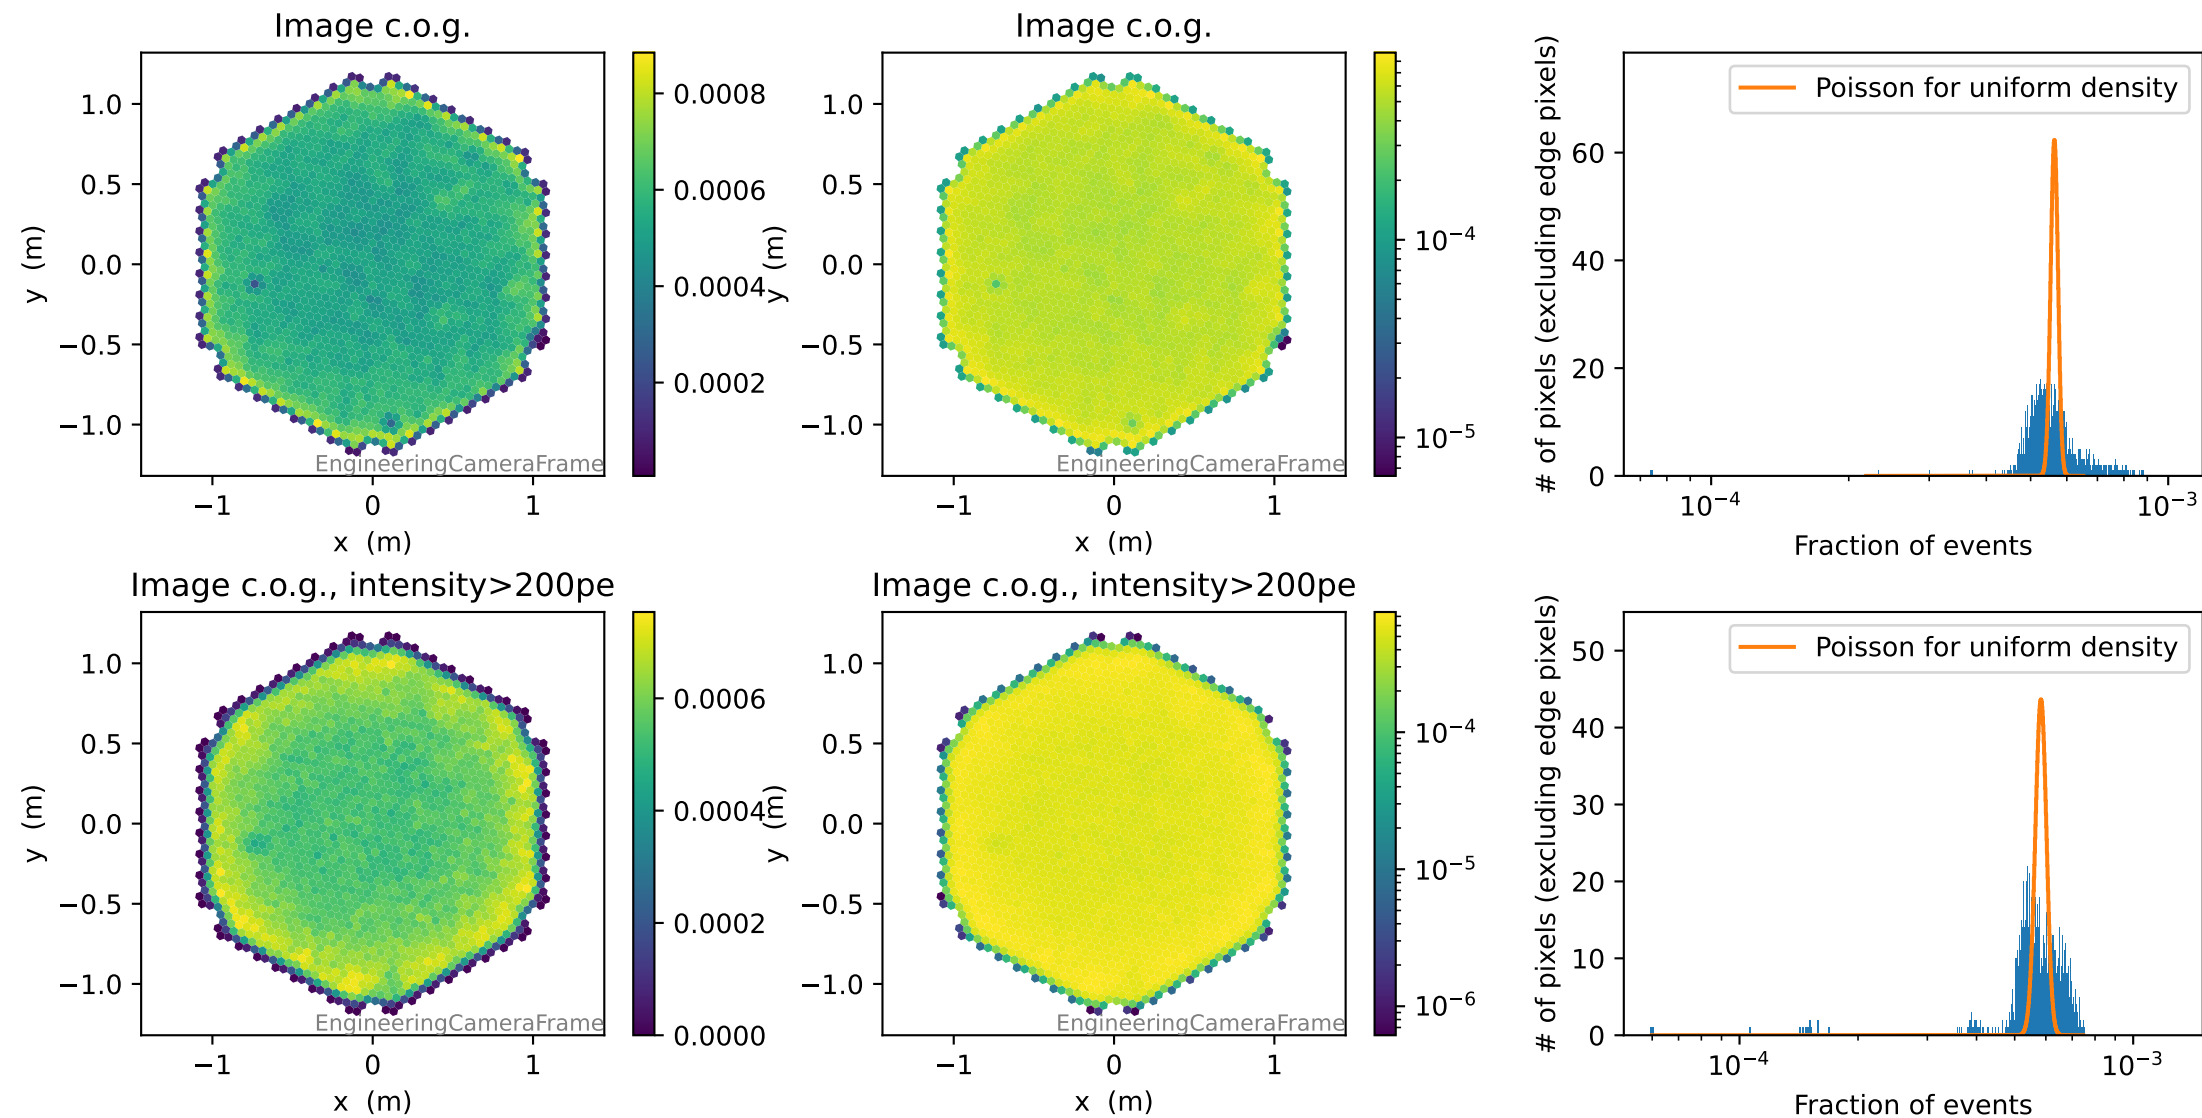 Image c.o.g.
1.0
0.5
0.0
−0.5
−1.0
y (m)
−1
0
1
x (m)
EngineeringCameraFrame
0.0008
0.0006
0.0004
0.0002
Image c.o.g.
1.0
0.5
0.0
−0.5
−1.0
y (m)
−1
0
1
x (m)
EngineeringCameraFrame
10⁻⁴
10⁻⁵
# of pixels (excluding edge pixels)
60
40
20
0
Poisson for uniform density
10⁻⁴
10⁻³
Fraction of events
Image c.o.g., intensity>200pe
1.0
0.5
0.0
−0.5
−1.0
y (m)
−1
0
1
x (m)
EngineeringCameraFrame
0.0006
0.0004
0.0002
0.0000
Image c.o.g., intensity>200pe
1.0
0.5
0.0
−0.5
−1.0
y (m)
−1
0
1
x (m)
EngineeringCameraFrame
10⁻⁴
10⁻⁵
10⁻⁶
# of pixels (excluding edge pixels)
50
40
30
20
10
0
Poisson for uniform density
10⁻⁴
10⁻³
Fraction of events